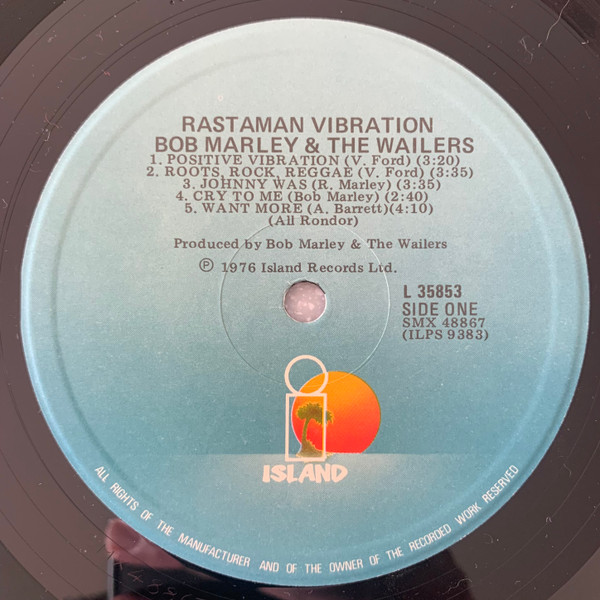 RASTAMAN VIBRATION
BOB MARLEY & THE WAILERS
1. POSITIVE VIBRATION (V. Ford) (3:20)
2. ROOTS, ROCK, REGGAE (V. Ford) (3:35)
3. JOHNNY WAS (R. Marley) (3:35)
4. CRY TO ME (Bob Marley) (2:40)
5. WANT MORE (A. Barrett)(4:10)
(All Rondor)
Produced by Bob Marley & The Wailers
℗ 1976 Island Records Ltd.
L 35853
SIDE ONE
SMX 48867
(ILPS 9383)
ISLAND
ALL RIGHTS OF THE MANUFACTURER AND OF THE OWNER OF THE RECORDED WORK RESERVED